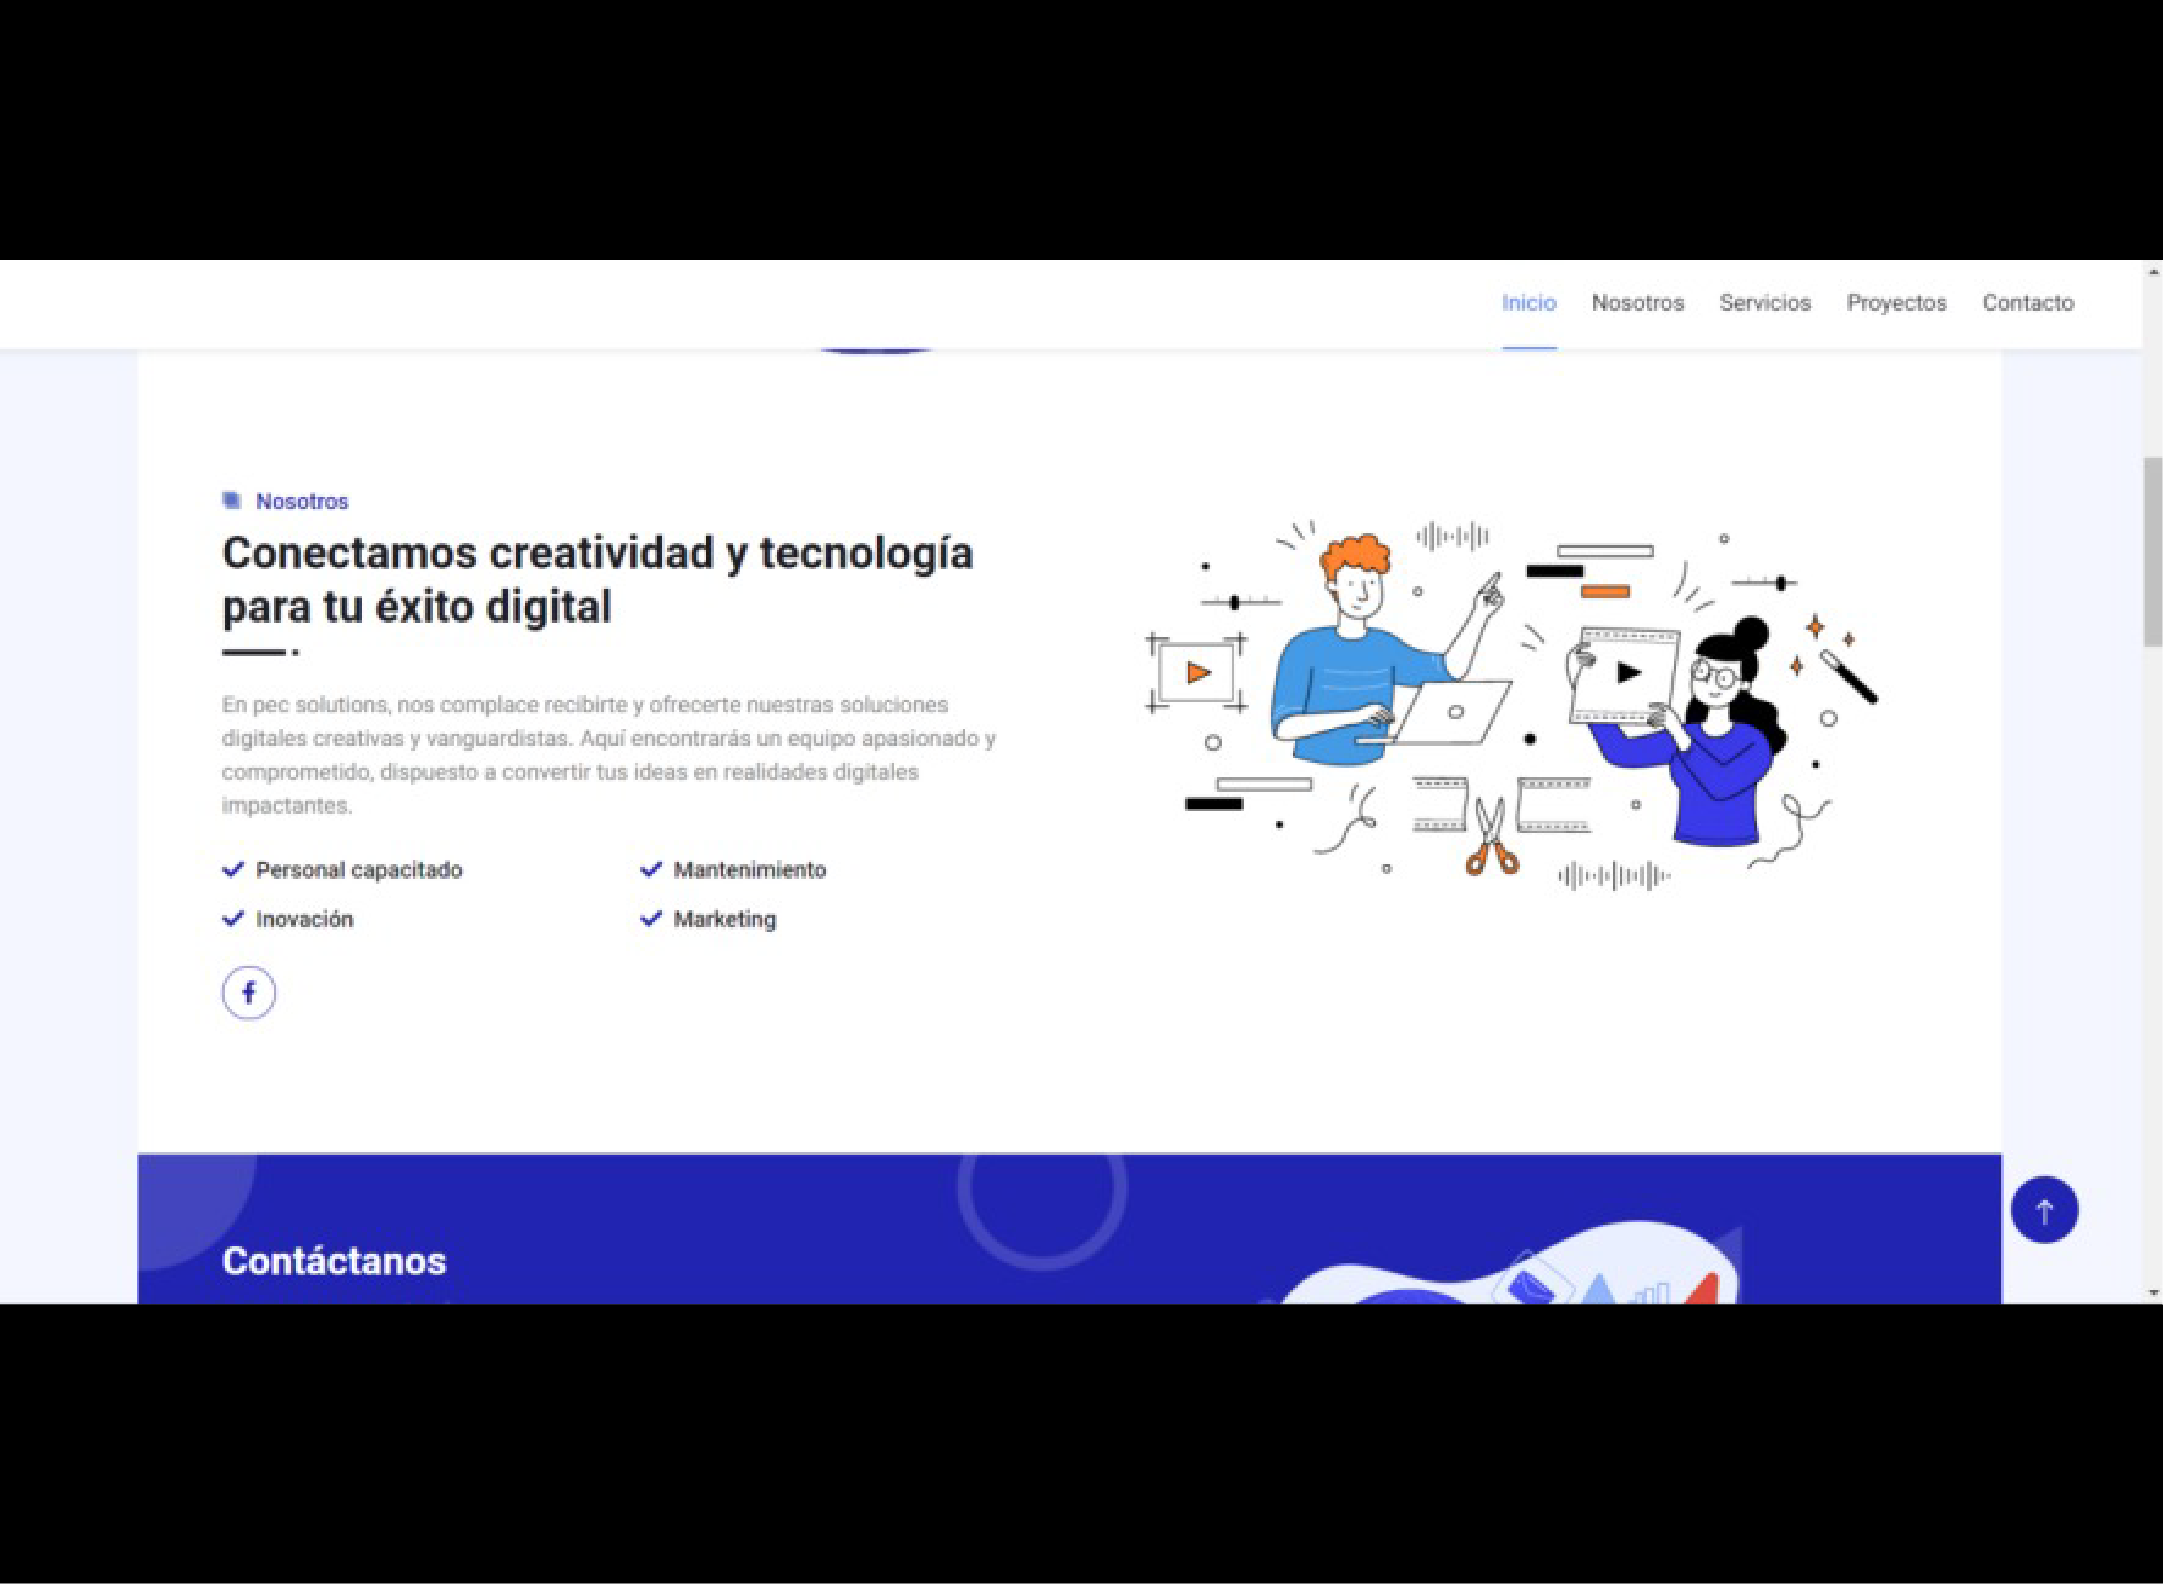 Inicio Nosotros Servicios Proyectos Contacto
Nosotros
Conectamos creatividad y tecnología
para tu éxito digital
En pec solutions, nos complace recibirte y ofrecerte nuestras soluciones
digitales creativas y vanguardistas. Aquí encontrarás un equipo apasionado y
comprometido, dispuesto a convertir tus ideas en realidades digitales
impactantes.
Personal capacitado
Mantenimiento
Inovación
Marketing
Contáctanos